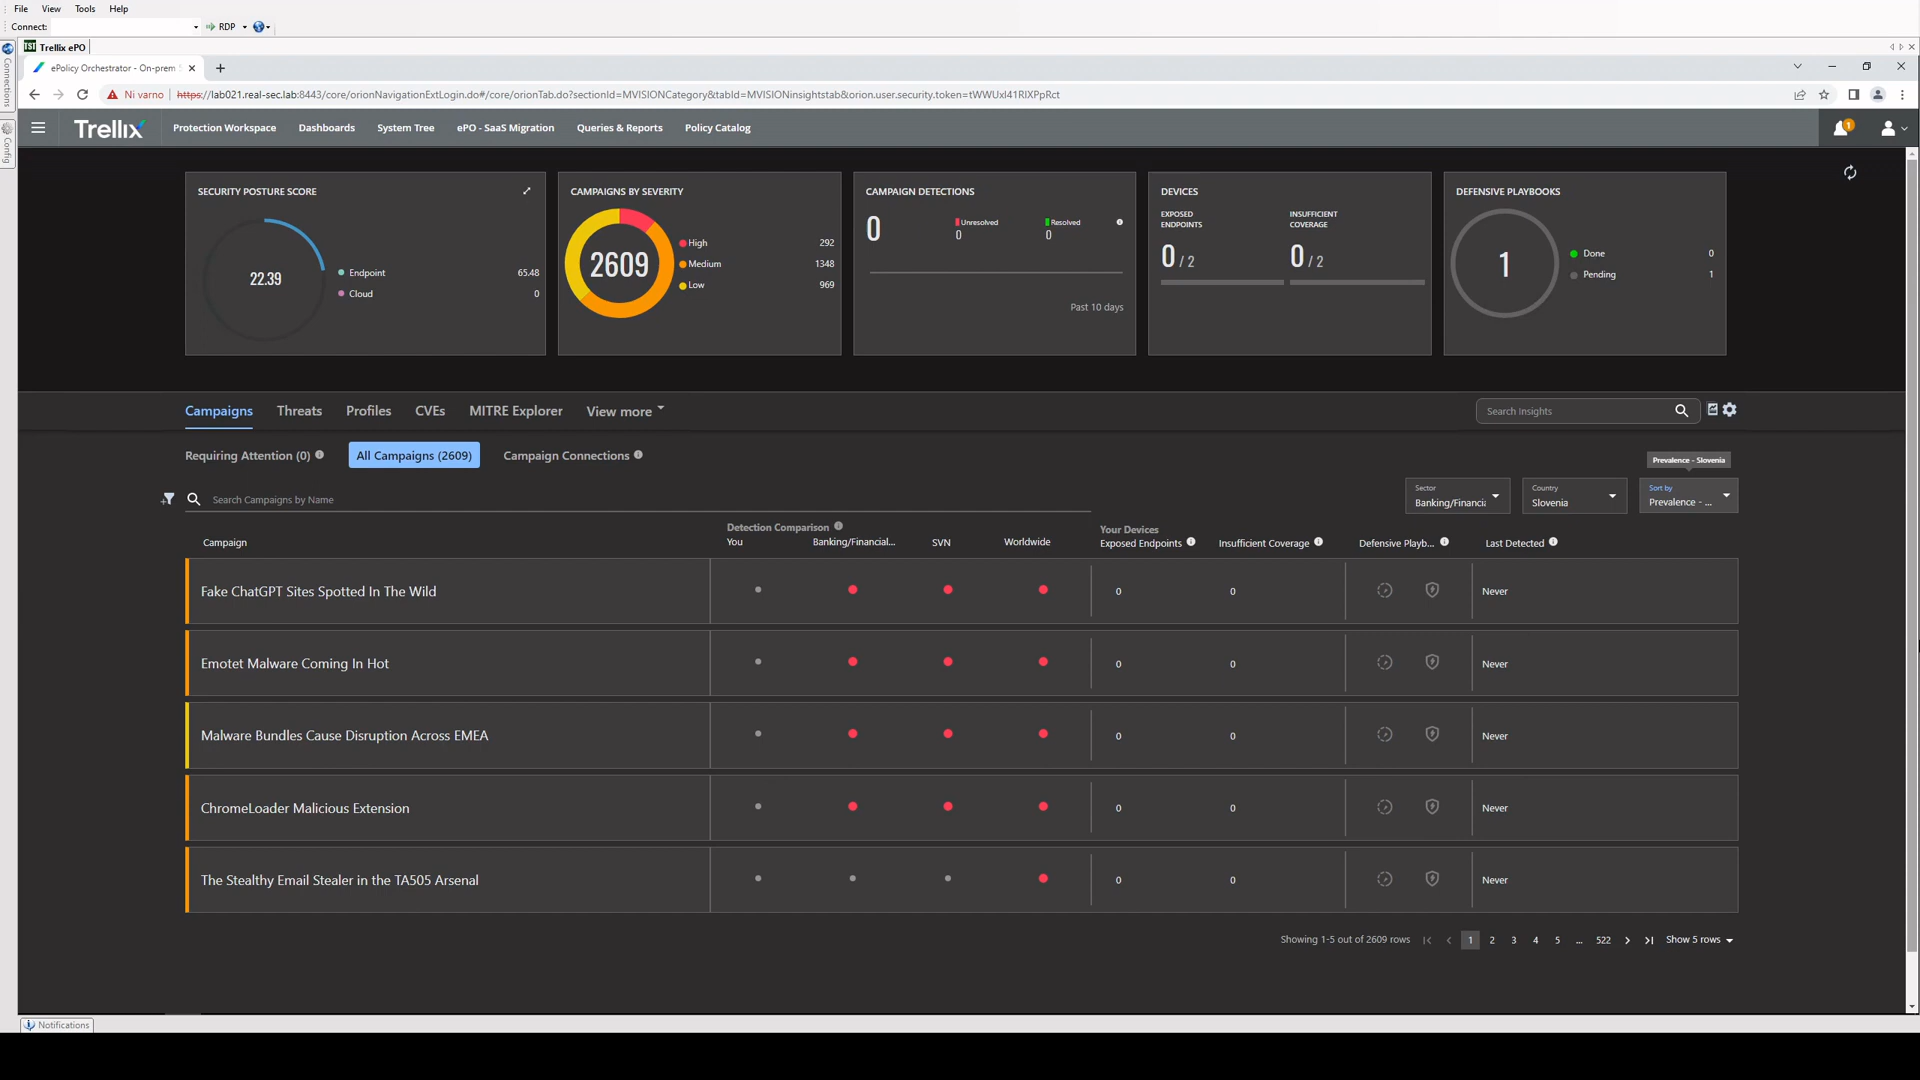 File View Tools Help
Connect: RDP
Trellix ePO
Connections
Config
ePolicy Orchestrator - On-prem
Ni varno https://lab021.real-sec.lab:8443/core/orionNavigationExtLogin.do#/core/orionTab.do?sectionId=MVISIONCategory&tabId=MVISIONinsightstab&orion.user.security.token=tWWUxI41RIXPpRct
Trellix Protection Workspace Dashboards System Tree ePO - SaaS Migration Queries & Reports Policy Catalog 1
SECURITY POSTURE SCORE
22.39
Endpoint 65.48
Cloud 0
CAMPAIGNS BY SEVERITY
2609
High 292
Medium 1348
Low 969
CAMPAIGN DETECTIONS
0
Unresolved
0
Resolved
0
Past 10 days
DEVICES
EXPOSED ENDPOINTS
0 / 2
INSUFFICIENT COVERAGE
0 / 2
DEFENSIVE PLAYBOOKS
1
Done 0
Pending 1
Campaigns Threats Profiles CVEs MITRE Explorer View more Search Insights
Requiring Attention (0) All Campaigns (2609) Campaign Connections
Prevalence - Slovenia
Search Campaigns by Name
Sector
Banking/Financi
Country
Slovenia
Sort by
Prevalence - ...
Detection Comparison Your Devices
Campaign You Banking/Financial... SVN Worldwide Exposed Endpoints Insufficient Coverage Defensive Playb... Last Detected
Fake ChatGPT Sites Spotted In The Wild 0 0 Never
Emotet Malware Coming In Hot 0 0 Never
Malware Bundles Cause Disruption Across EMEA 0 0 Never
ChromeLoader Malicious Extension 0 0 Never
The Stealthy Email Stealer in the TA505 Arsenal 0 0 Never
Showing 1-5 out of 2609 rows 1 2 3 4 5 ... 522 Show 5 rows
Notifications